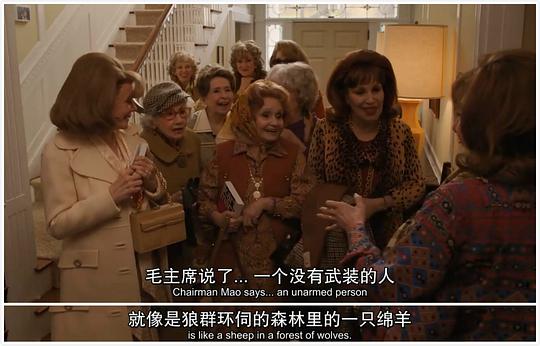 毛主席说了... 一个没有武装的人
Chairman Mao says... an unarmed person
就像是狼群环伺的森林里的一只绵羊
is like a sheep in a forest of wolves.